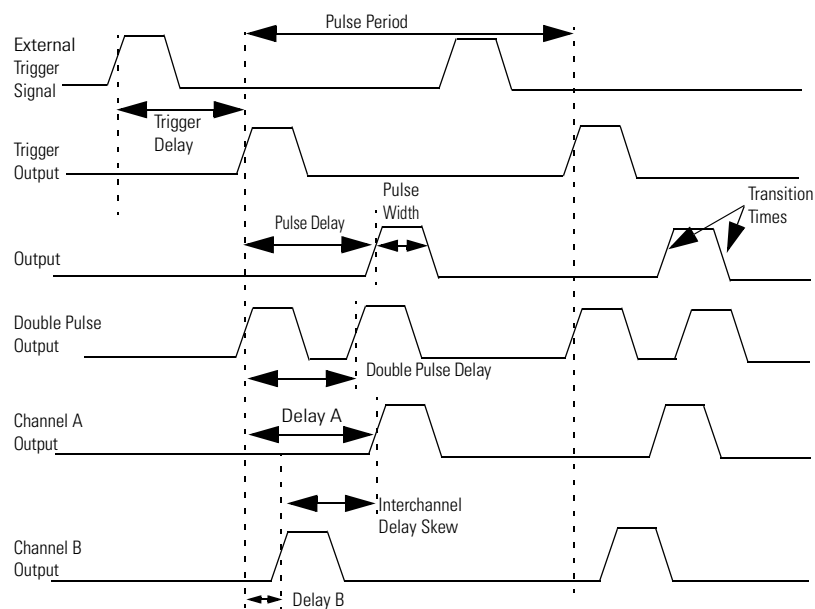 Pulse Period
External
Trigger
Signal
Trigger
Delay
Trigger
Output
Pulse
Width
Transition
Times
Pulse Delay
Output
Double Pulse
Output
Double Pulse Delay
Channel A
Output
Delay A
Interchannel
Delay Skew
Channel B
Output
Delay B